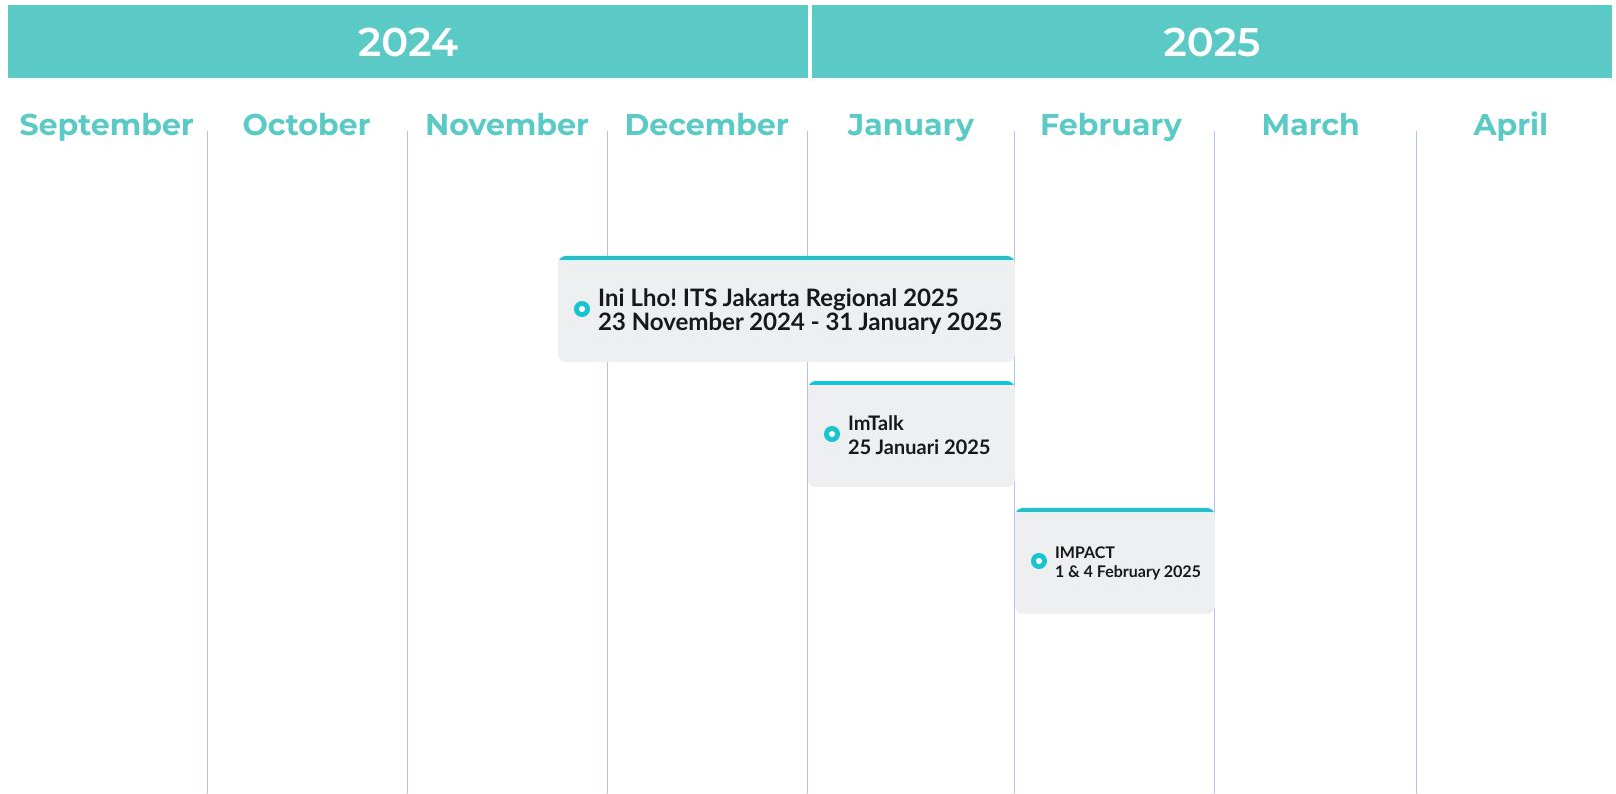 2024
2025
September
October
November
December
January
February
March
April
Ini Lho! ITS Jakarta Regional 2025
23 November 2024 - 31 January 2025
ImTalk
25 Januari 2025
IMPACT
1 & 4 February 2025